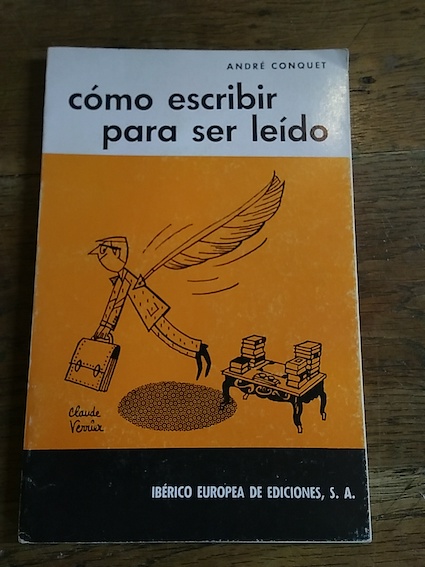 ANDRÉ CONQUET
cómo escribir
para ser leído
Claude
Verrier
IBÉRICO EUROPEA DE EDICIONES, S. A.